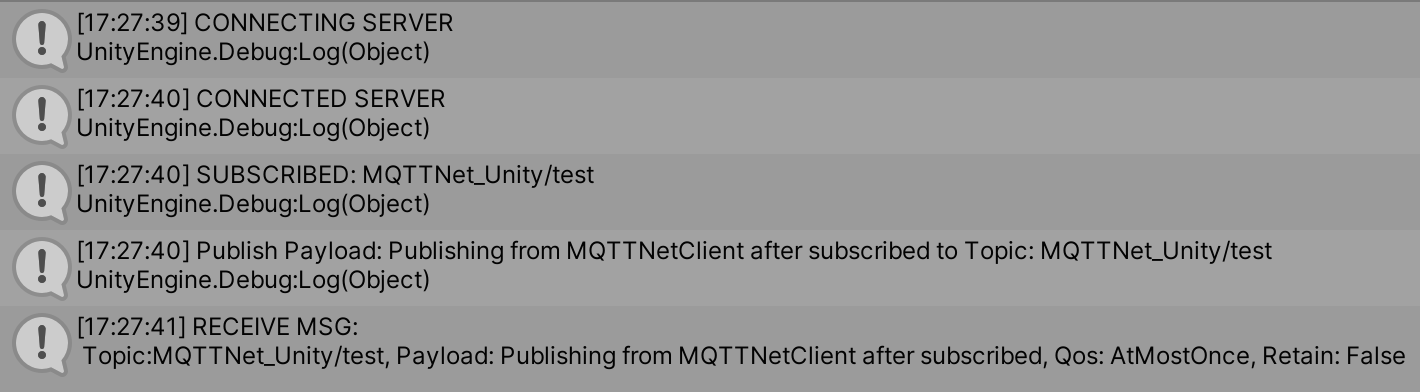 [17:27:39] CONNECTING SERVER
UnityEngine.Debug:Log(Object)
[17:27:40] CONNECTED SERVER
UnityEngine.Debug:Log(Object)
[17:27:40] SUBSCRIBED: MQTTNet_Unity/test
UnityEngine.Debug:Log(Object)
[17:27:40] Publish Payload: Publishing from MQTTNetClient after subscribed to Topic: MQTTNet_Unity/test
UnityEngine.Debug:Log(Object)
[17:27:41] RECEIVE MSG:
Topic:MQTTNet_Unity/test, Payload: Publishing from MQTTNetClient after subscribed, Qos: AtMostOnce, Retain: False